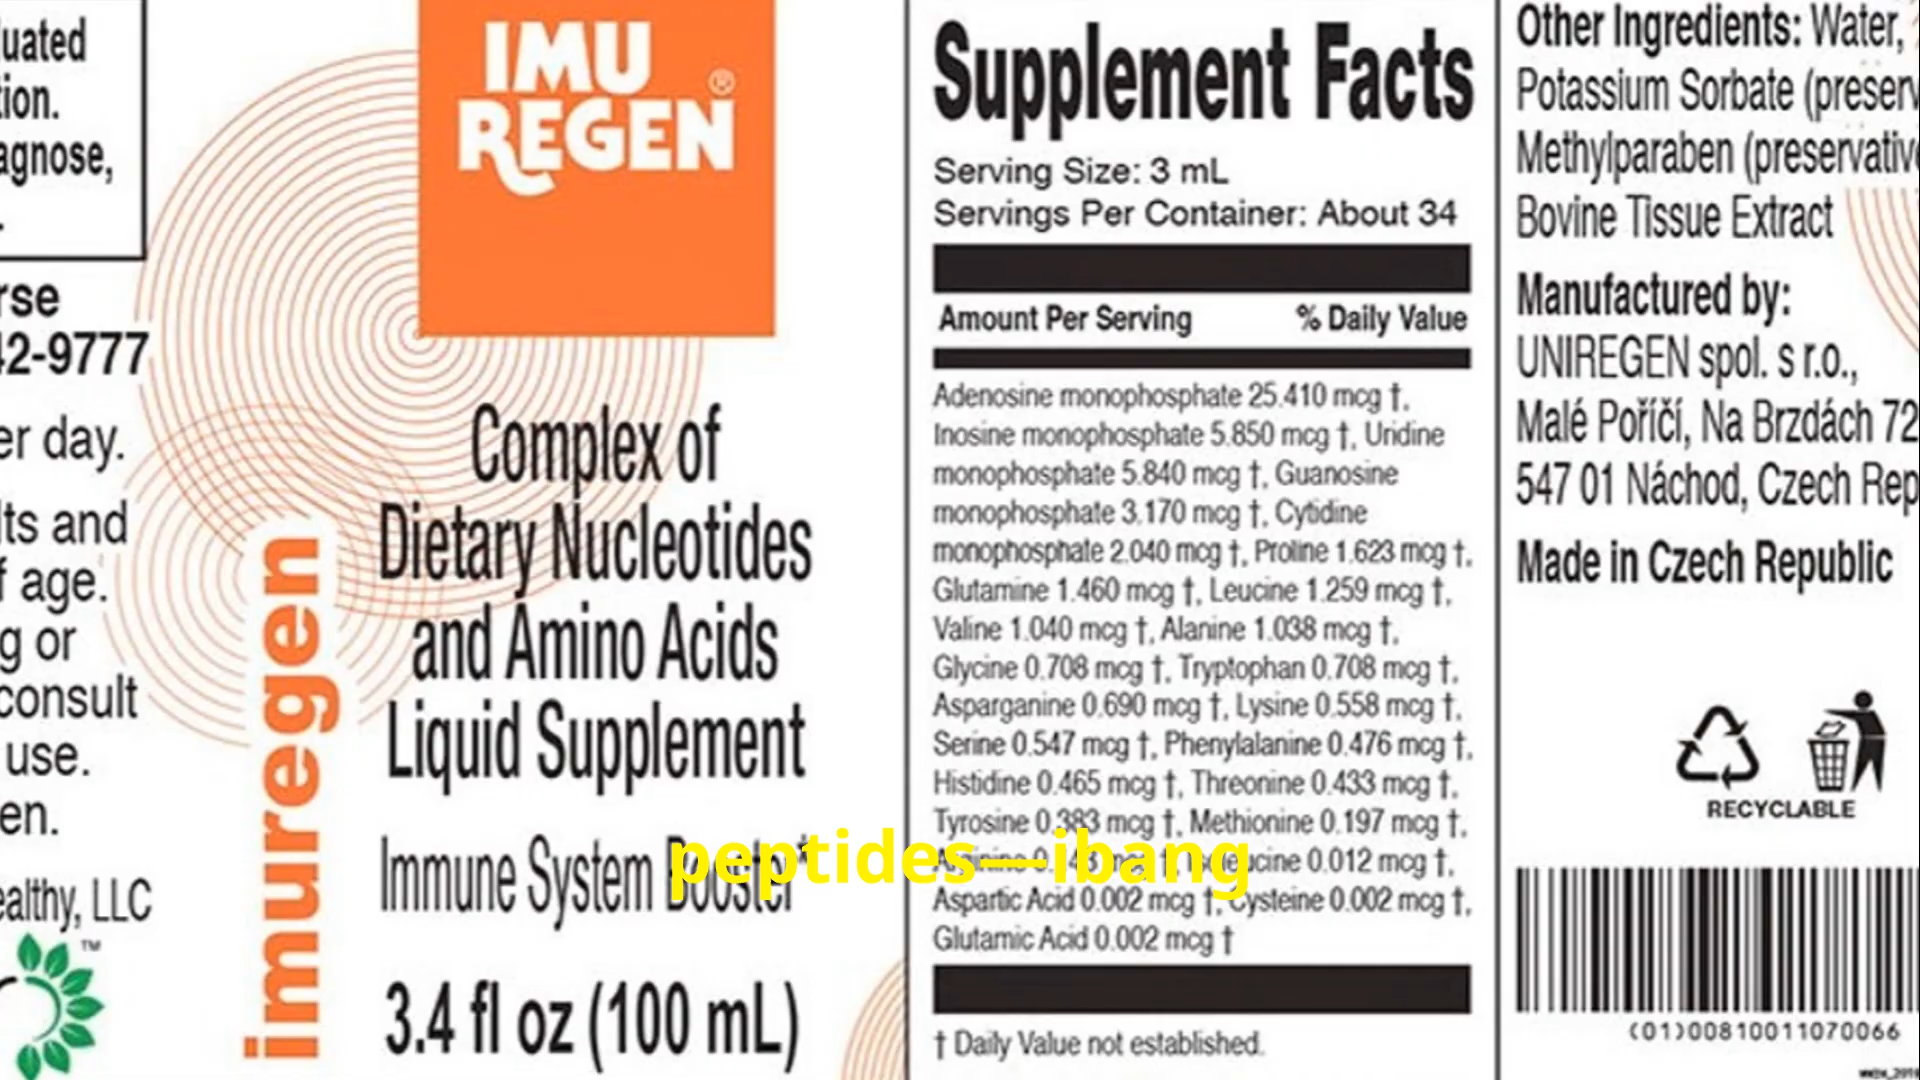 luated
ion.
agnose,
rse
42-9777
er day.
lts and
f age.
g or
consult
use.
en.
ealthy, LLC
TM
IMU
REGEN®
imuregen
Complex of
Dietary Nucleotides
and Amino Acids
Liquid Supplement
Immune System Booster*
3.4 fl oz (100 mL)
Supplement Facts
Serving Size: 3 mL
Servings Per Container: About 34
Amount Per Serving % Daily Value
Adenosine monophosphate 25.410 mcg †,
Inosine monophosphate 5.850 mcg †, Uridine
monophosphate 5.840 mcg †, Guanosine
monophosphate 3.170 mcg †, Cytidine
monophosphate 2.040 mcg †, Proline 1.623 mcg †,
Glutamine 1.460 mcg †, Leucine 1.259 mcg †,
Valine 1.040 mcg †, Alanine 1.038 mcg †,
Glycine 0.708 mcg †, Tryptophan 0.708 mcg †,
Asparganine 0.690 mcg †, Lysine 0.558 mcg †,
Serine 0.547 mcg †, Phenylalanine 0.476 mcg †,
Histidine 0.465 mcg †, Threonine 0.433 mcg †,
Tyrosine 0.383 mcg †, Methionine 0.197 mcg †,
Arginine 0.012 mcg †,
Aspartic Acid 0.002 mcg †, Cysteine 0.002 mcg †,
Glutamic Acid 0.002 mcg †
† Daily Value not established.
peptides—ibang
Other Ingredients: Water,
Potassium Sorbate (preserv
Methylparaben (preservativ
Bovine Tissue Extract
Manufactured by:
UNIREGEN spol. s r.o.,
Malé Poříčí, Na Brzdách 72
547 01 Náchod, Czech Rep
Made in Czech Republic
RECYCLABLE
(01)00810011070066